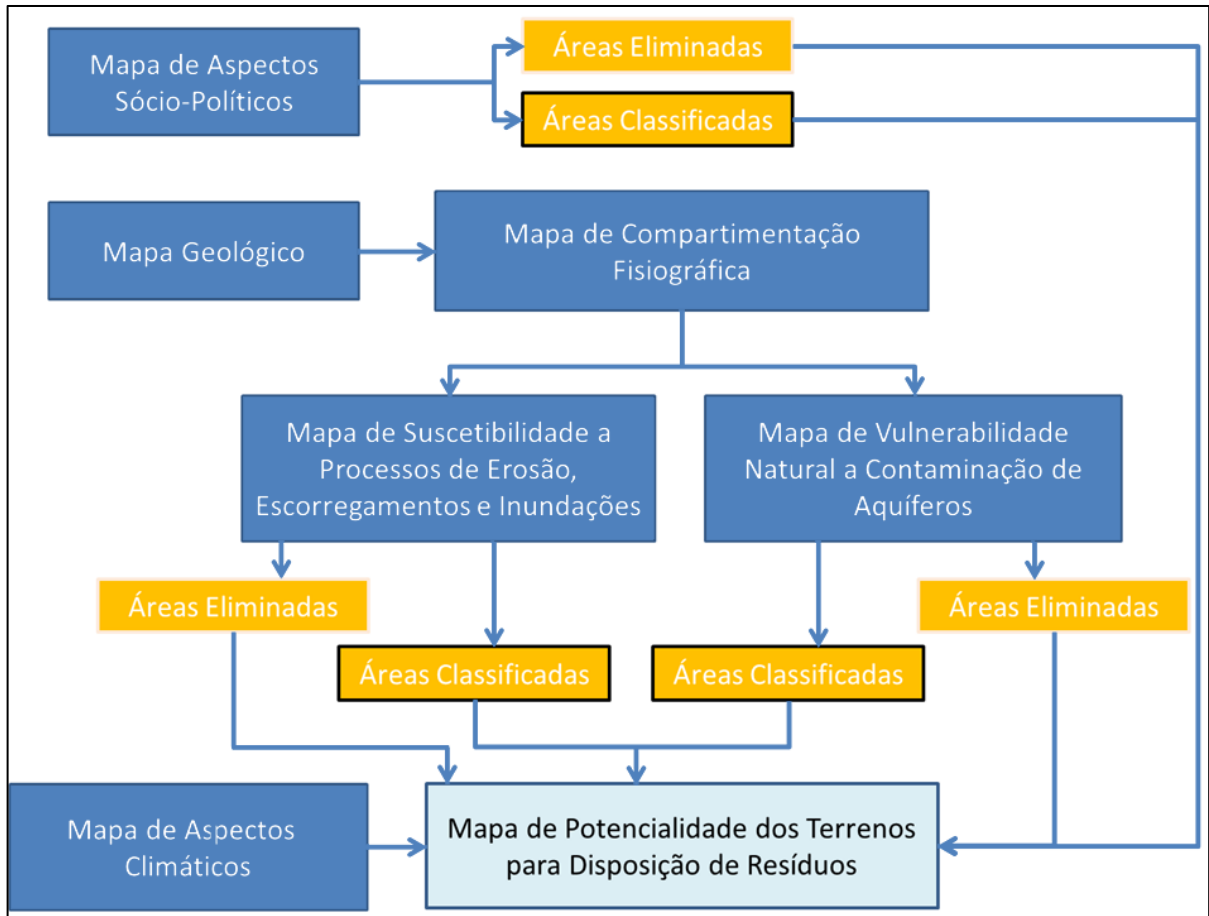 Mapa de Aspectos
Sócio-Políticos
Áreas Eliminadas
Áreas Classificadas
Mapa Geológico
Mapa de Compartimentação
Fisiográfica
Mapa de Suscetibilidade a
Processos de Erosão,
Escorregamentos e Inundações
Mapa de Vulnerabilidade
Natural a Contaminação de
Aquíferos
Áreas Eliminadas
Áreas Eliminadas
Áreas Classificadas
Áreas Classificadas
Mapa de Aspectos
Climáticos
Mapa de Potencialidade dos Terrenos
para Disposição de Resíduos